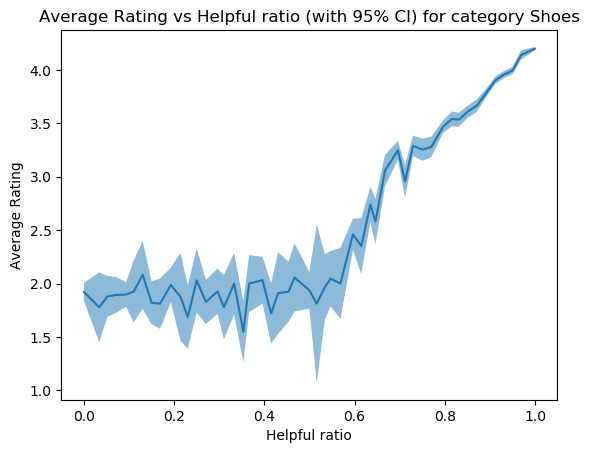 Average Rating vs Helpful ratio (with 95% CI) for category Shoes
4.0
3.5
3.0
2.5
2.0
1.5
1.0
Average Rating
0.0 0.2 0.4 0.6 0.8 1.0
Helpful ratio